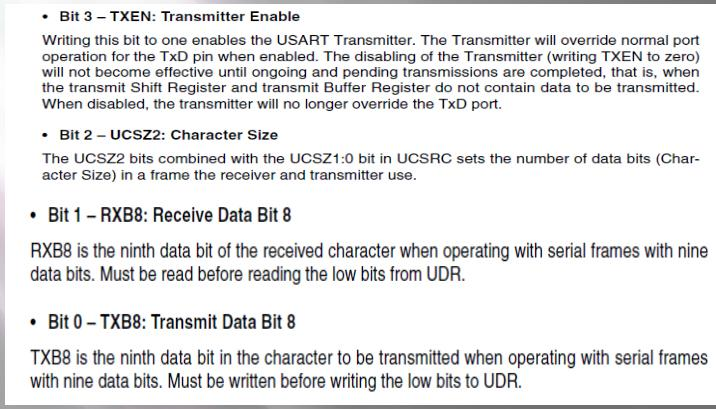 • Bit 3 – TXEN: Transmitter Enable
Writing this bit to one enables the USART Transmitter. The Transmitter will override normal port
operation for the TxD pin when enabled. The disabling of the Transmitter (writing TXEN to zero)
will not become effective until ongoing and pending transmissions are completed, that is, when
the transmit Shift Register and transmit Buffer Register do not contain data to be transmitted.
When disabled, the transmitter will no longer override the TxD port.
• Bit 2 – UCSZ2: Character Size
The UCSZ2 bits combined with the UCSZ1:0 bit in UCSRC sets the number of data bits (Char-
acter Size) in a frame the receiver and transmitter use.
• Bit 1 – RXB8: Receive Data Bit 8
RXB8 is the ninth data bit of the received character when operating with serial frames with nine
data bits. Must be read before reading the low bits from UDR.
• Bit 0 – TXB8: Transmit Data Bit 8
TXB8 is the ninth data bit in the character to be transmitted when operating with serial frames
with nine data bits. Must be written before writing the low bits to UDR.